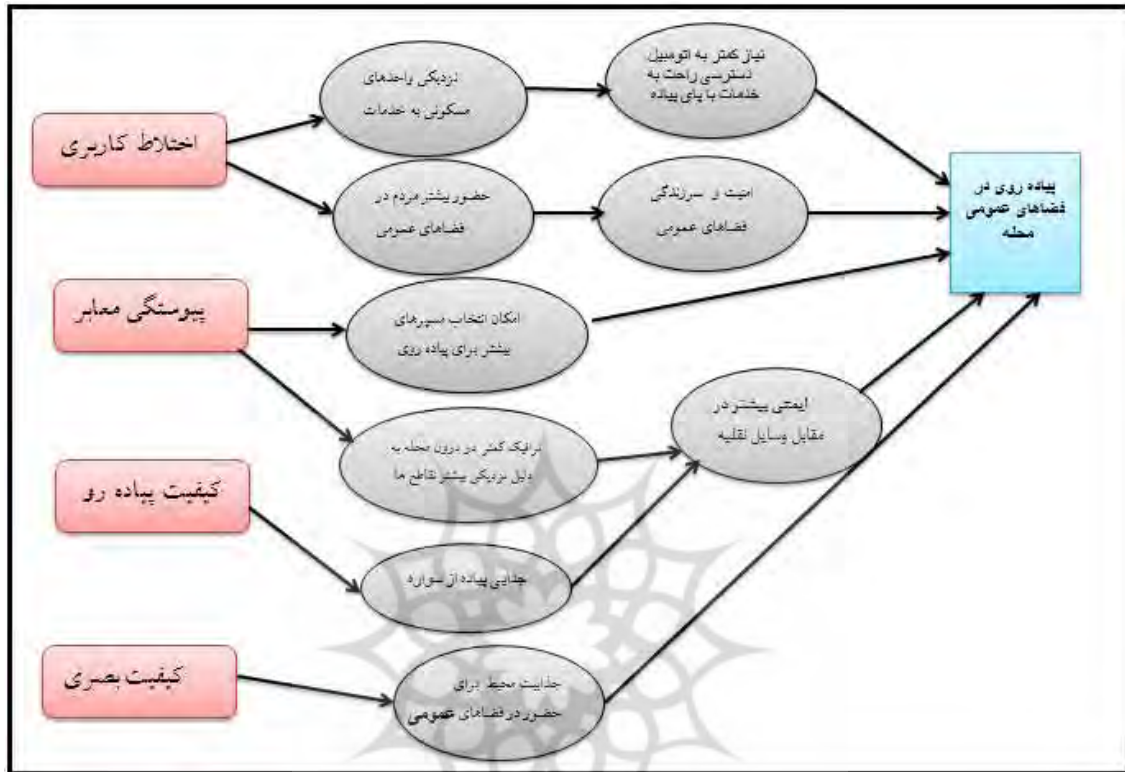 اختلاط کاربری
نزدیکی واحدهای
مسکونی به خدمات
نیاز کمتر به اتومبیل
دسترسی راحت به
خدمات با پای پیاده
حضور بیشتر مردم در
فضاهای عمومی
امنیت و سرزندگی
فضاهای عمومی
پیاده روی در
فضاهای عمومی
محله
پیوستگی معابر
امکان انتخاب مسیرهای
بیشتر برای پیاده روی
ترافیک کمتر در درون محله به
دلیل نزدیکی بیشتر تقاطع ها
ایمنی بیشتر در
مقابل وسایل نقلیه
کیفیت پیاده رو
جدایی پیاده از سواره
کیفیت بصری
جذابیت محیط برای
حضور در فضاهای عمومی